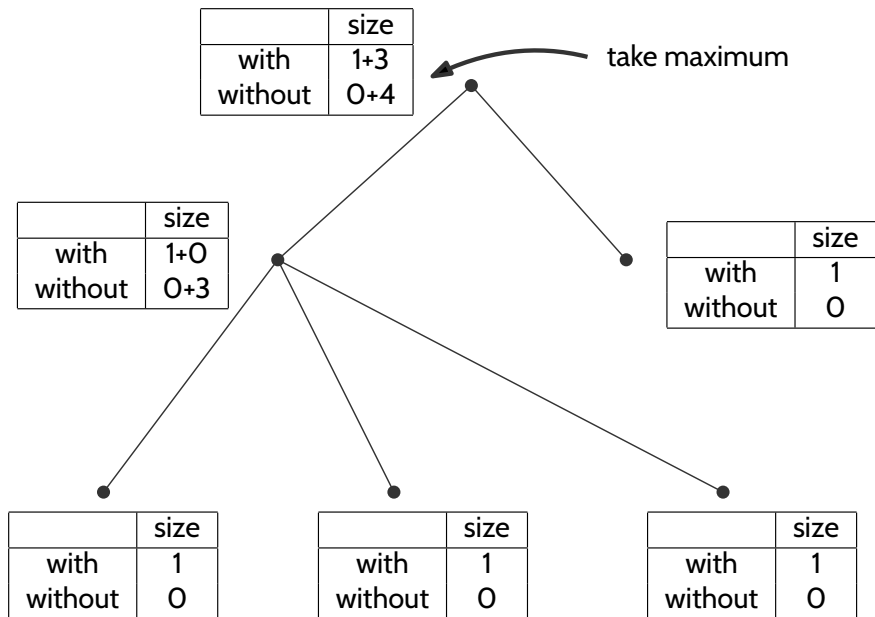 size
with 1+3
without 0+4
take maximum
size
with 1+0
without 0+3
size
with 1
without 0
size
with 1
without 0
size
with 1
without 0
size
with 1
without 0